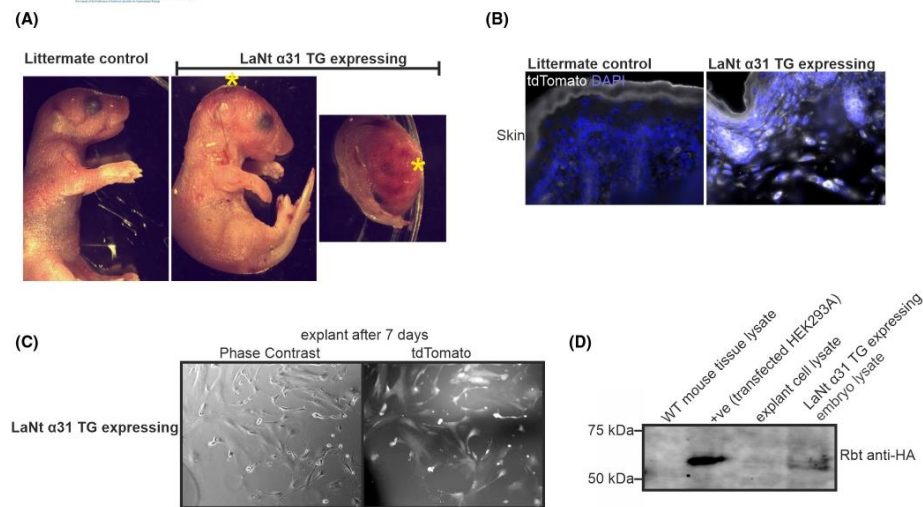 (A)
Littermate control
LaNt α31 TG expressing
*
*
(B)
Littermate control
LaNt α31 TG expressing
tdTomato DAPI
Skin
(C)
explant after 7 days
Phase Contrast
tdTomato
LaNt α31 TG expressing
(D)
WT mouse tissue lysate
+ve (transfected HEK293A)
explant cell lysate
LaNt α31 TG expressing
embryo lysate
75 kDa
50 kDa
Rbt anti-HA